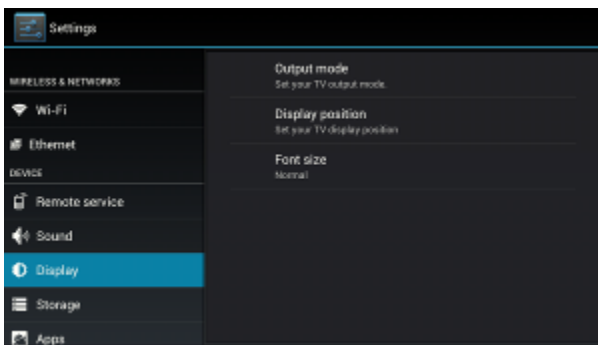 Settings
WIRELESS & NETWORKS
Wi-Fi
Ethernet
DEVICE
Remote service
Sound
Display
Storage
Apps
Output mode
Set your TV output mode.
Display position
Set your TV display position
Font size
Normal